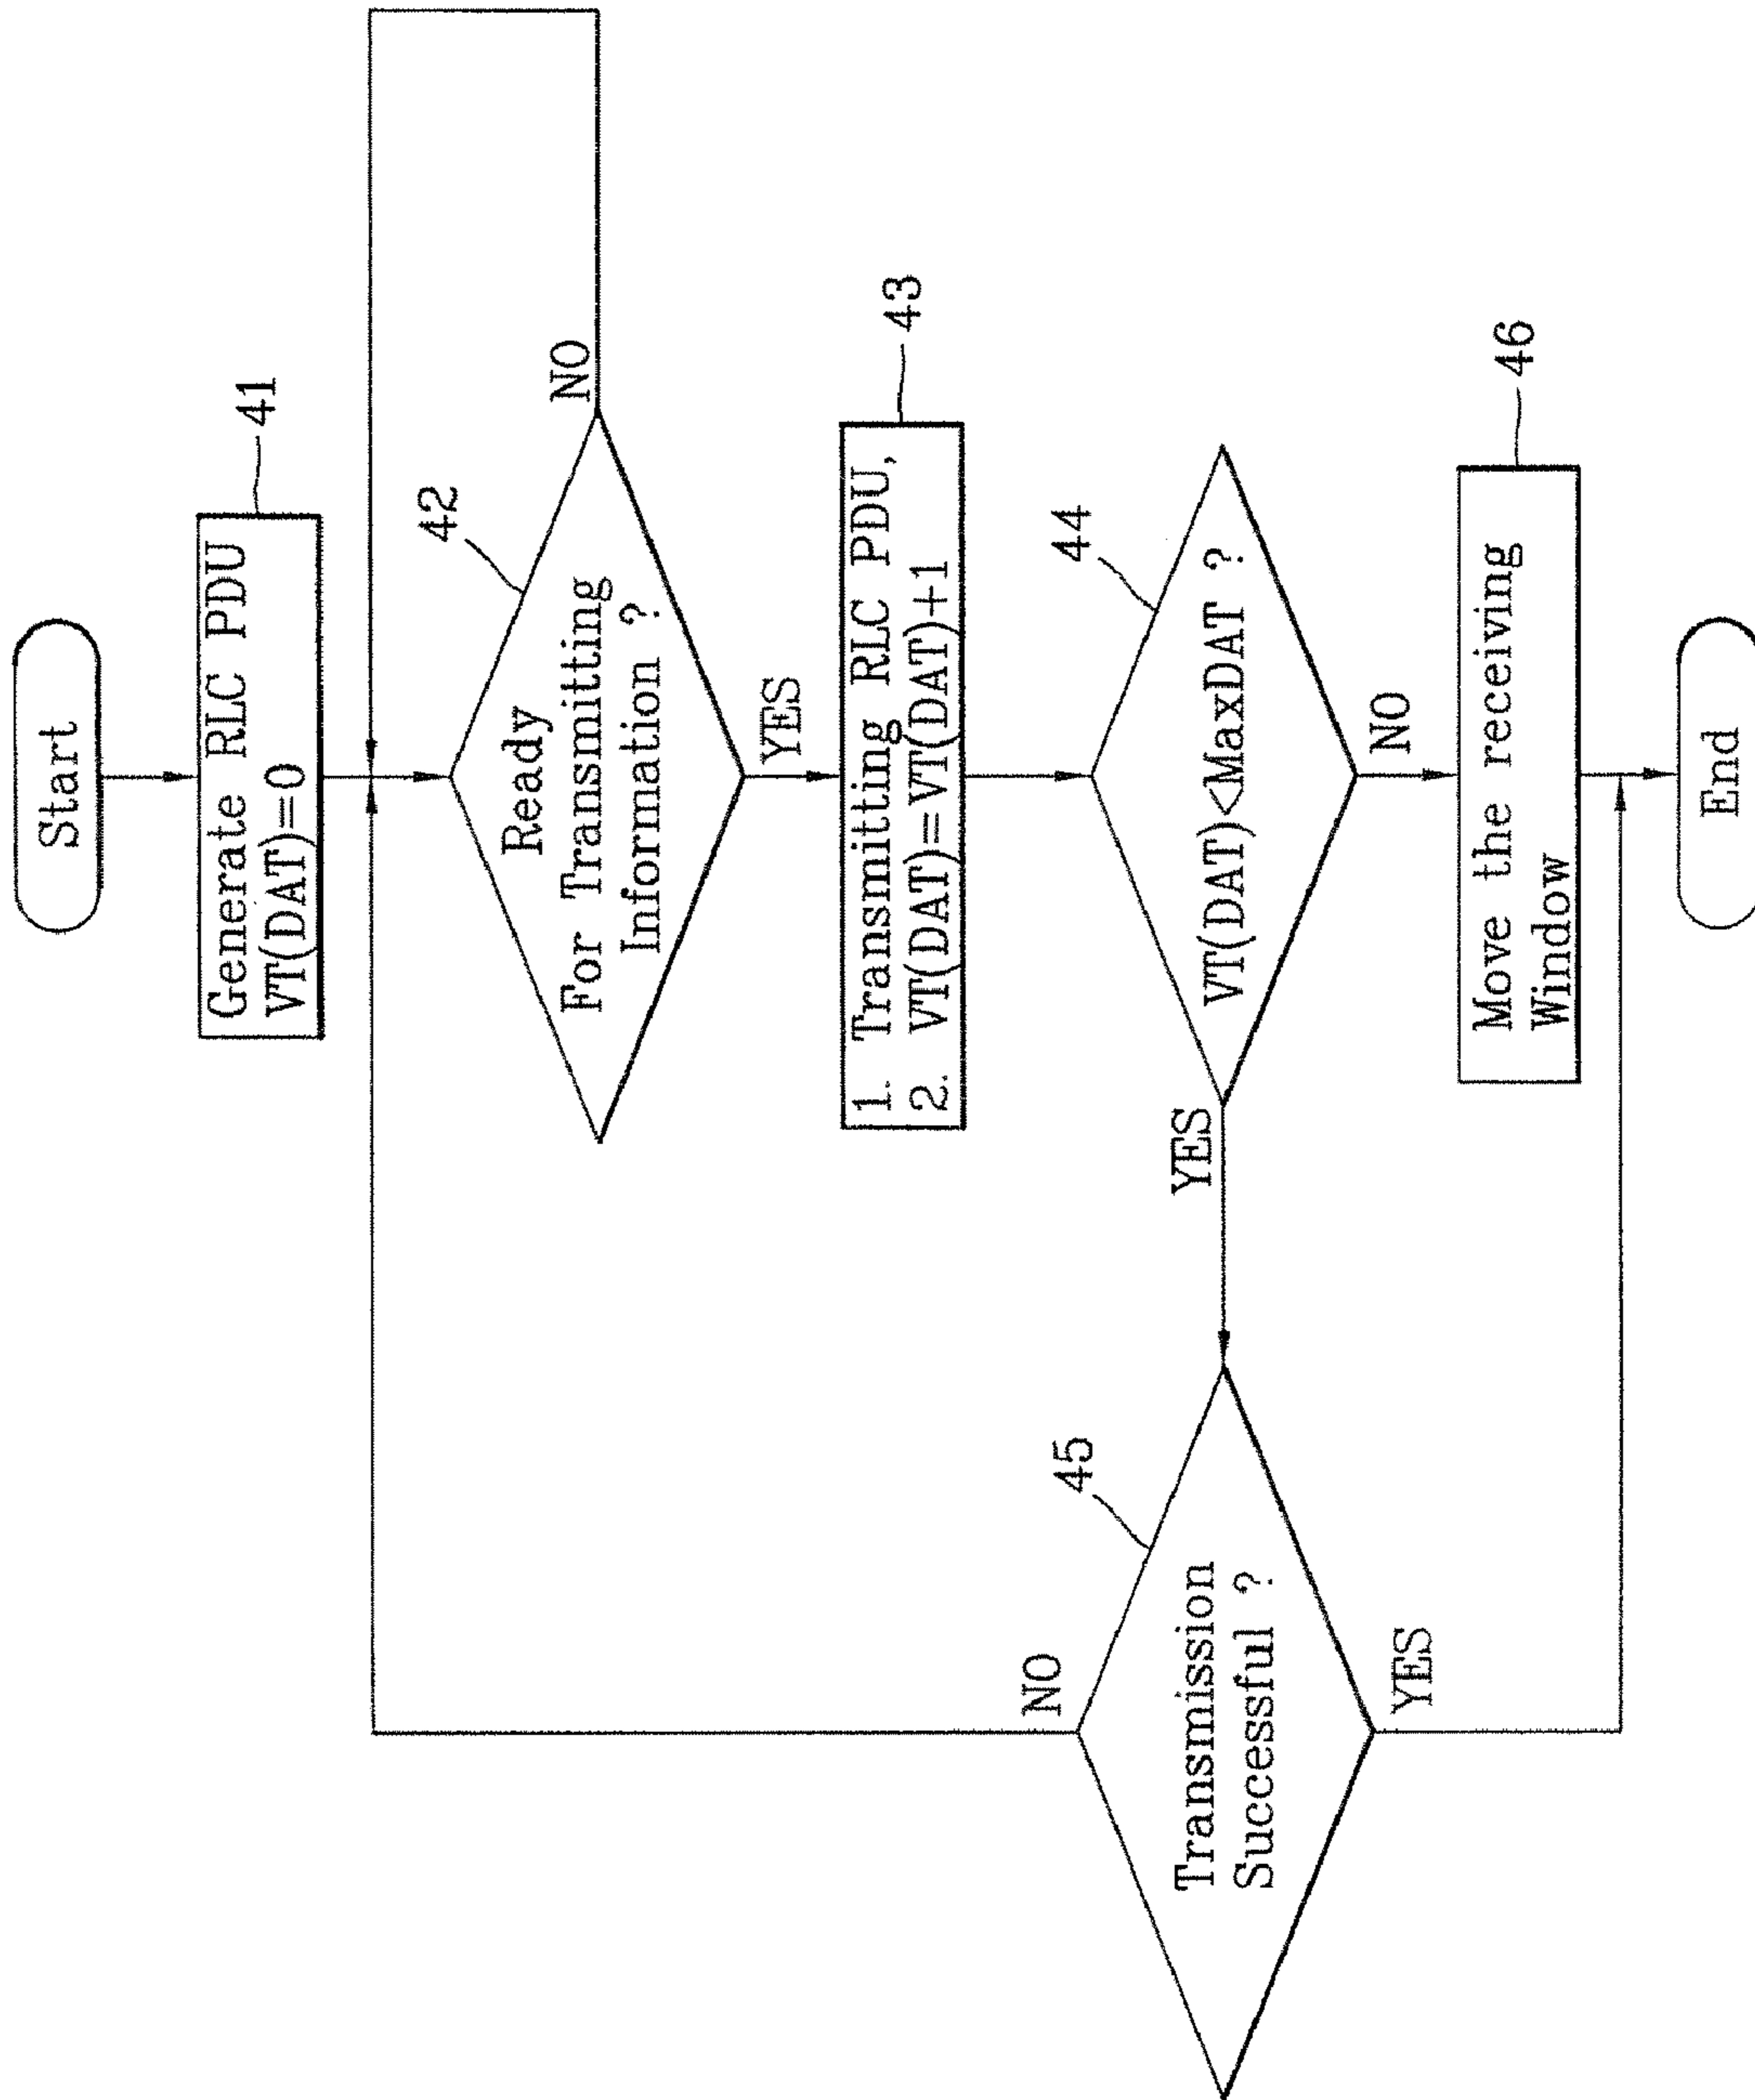 Start
Generate RLC PDU
VT(DAT)=0
41
Ready
For Transmitting
Information ?
42
NO
YES
1. Transmitting RLC PDU,
2. VT(DAT)=VT(DAT)+1
43
VT(DAT)<MaxDAT ?
44
YES
NO
Transmission
Successful ?
45
NO
YES
Move the receiving
Window
46
End